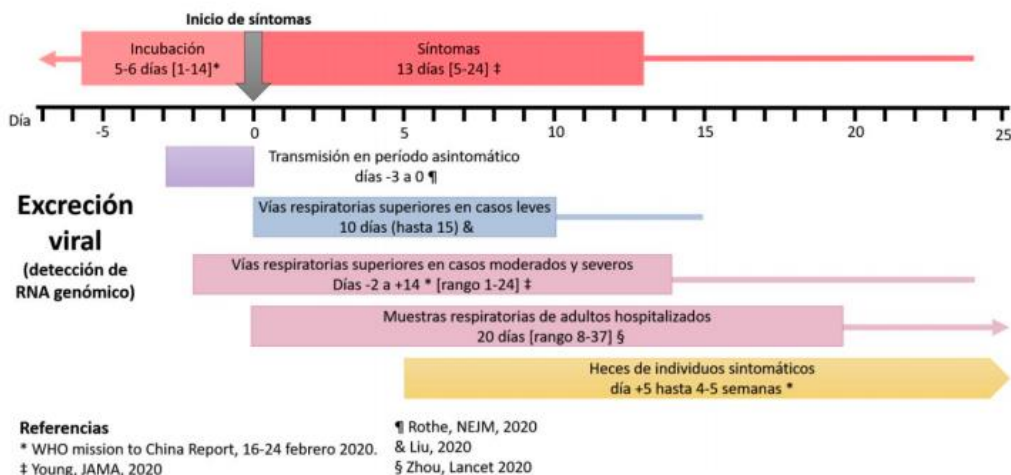 Inicio de síntomas
Incubación
5-6 días [1-14]*
Síntomas
13 días [5-24] ‡
Día
-5
0
5
10
15
20
25
Transmisión en período asintomático
días -3 a 0 ¶
Excreción
viral
(detección de
RNA genómico)
Vías respiratorias superiores en casos leves
10 días (hasta 15) &
Vías respiratorias superiores en casos moderados y severos
Días -2 a +14 * [rango 1-24] ‡
Muestras respiratorias de adultos hospitalizados
20 días [rango 8-37] §
Heces de individuos sintomáticos
día +5 hasta 4-5 semanas *
Referencias
* WHO mission to China Report, 16-24 febrero 2020.
‡ Young, JAMA, 2020
¶ Rothe, NEJM, 2020
& Liu, 2020
§ Zhou, Lancet 2020